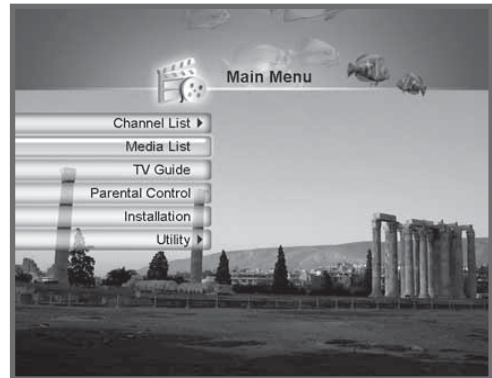 Main Menu
Channel List
Media List
TV Guide
Parental Control
Installation
Utility